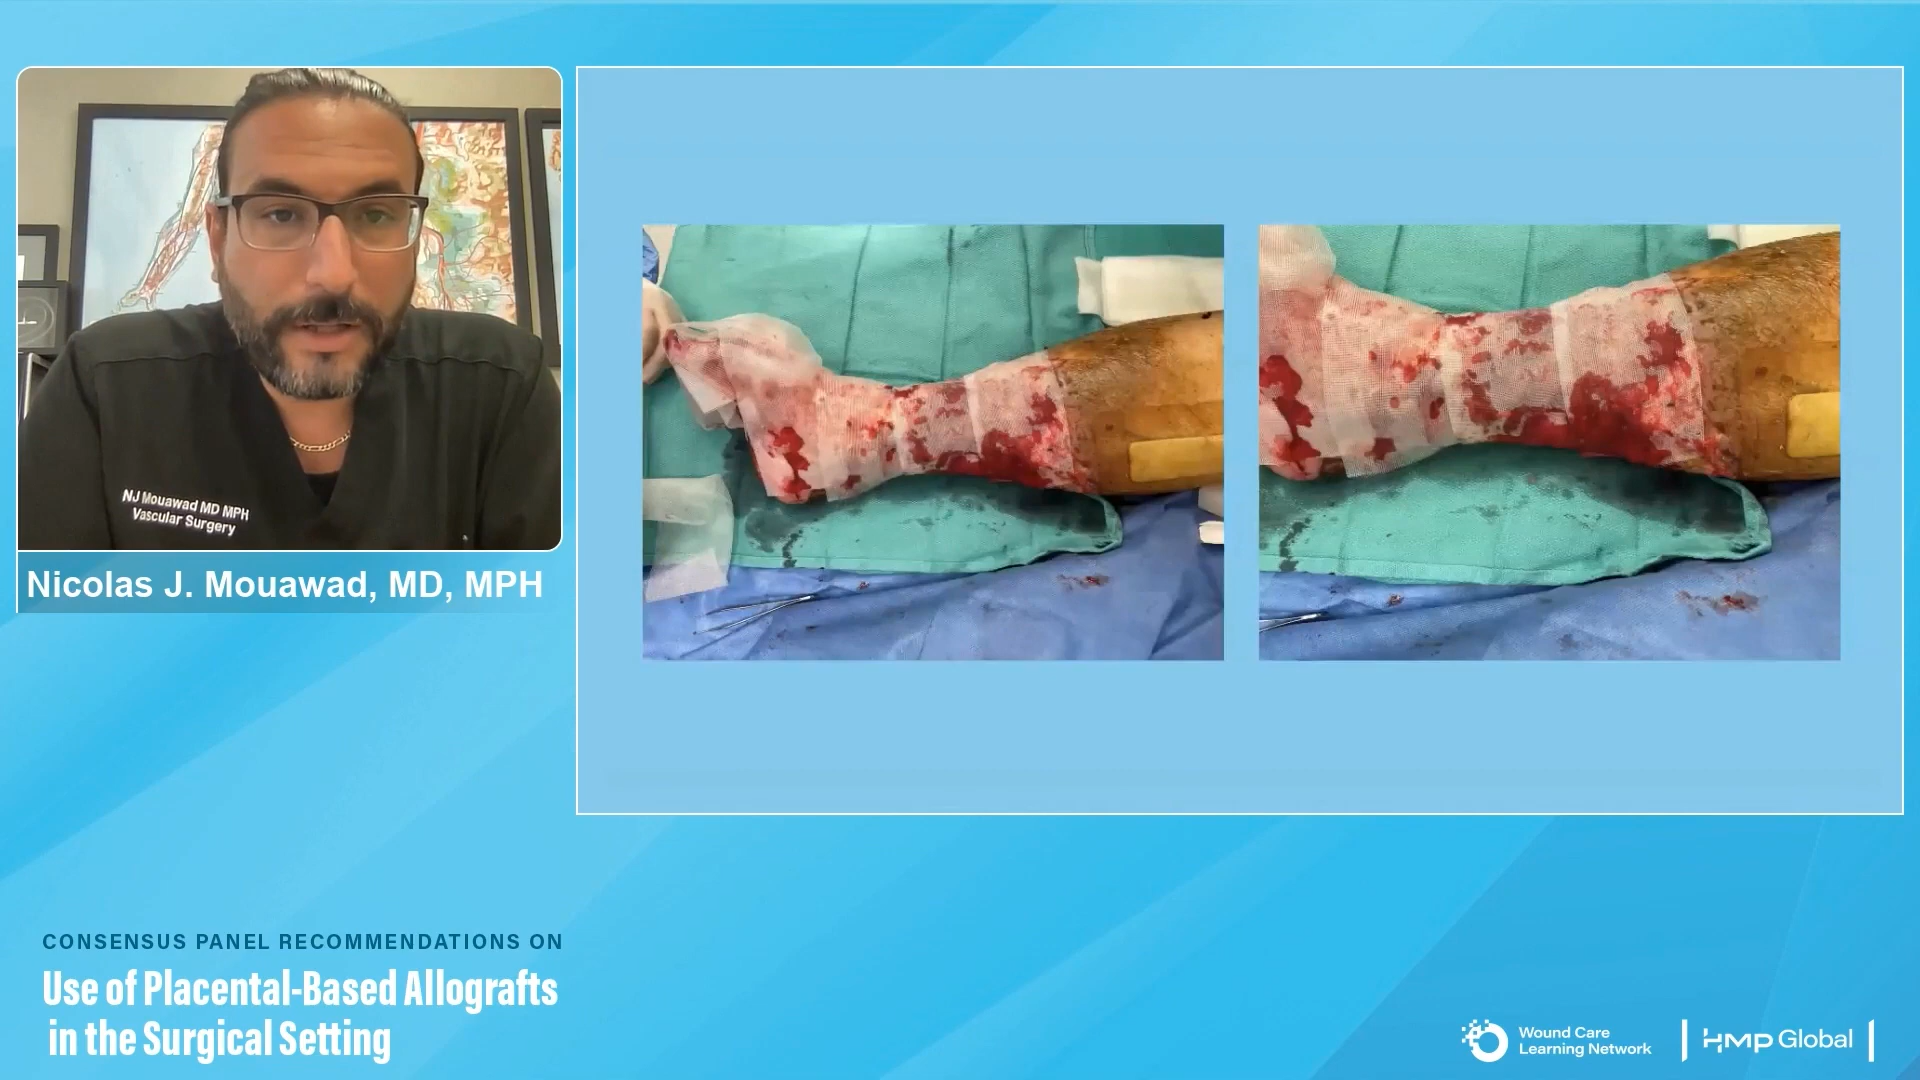 NJ Mouawad MD MPH
Vascular Surgery
Nicolas J. Mouawad, MD, MPH
CONSENSUS PANEL RECOMMENDATIONS ON
Use of Placental-Based Allografts
in the Surgical Setting
Wound Care
Learning Network
HMP Global